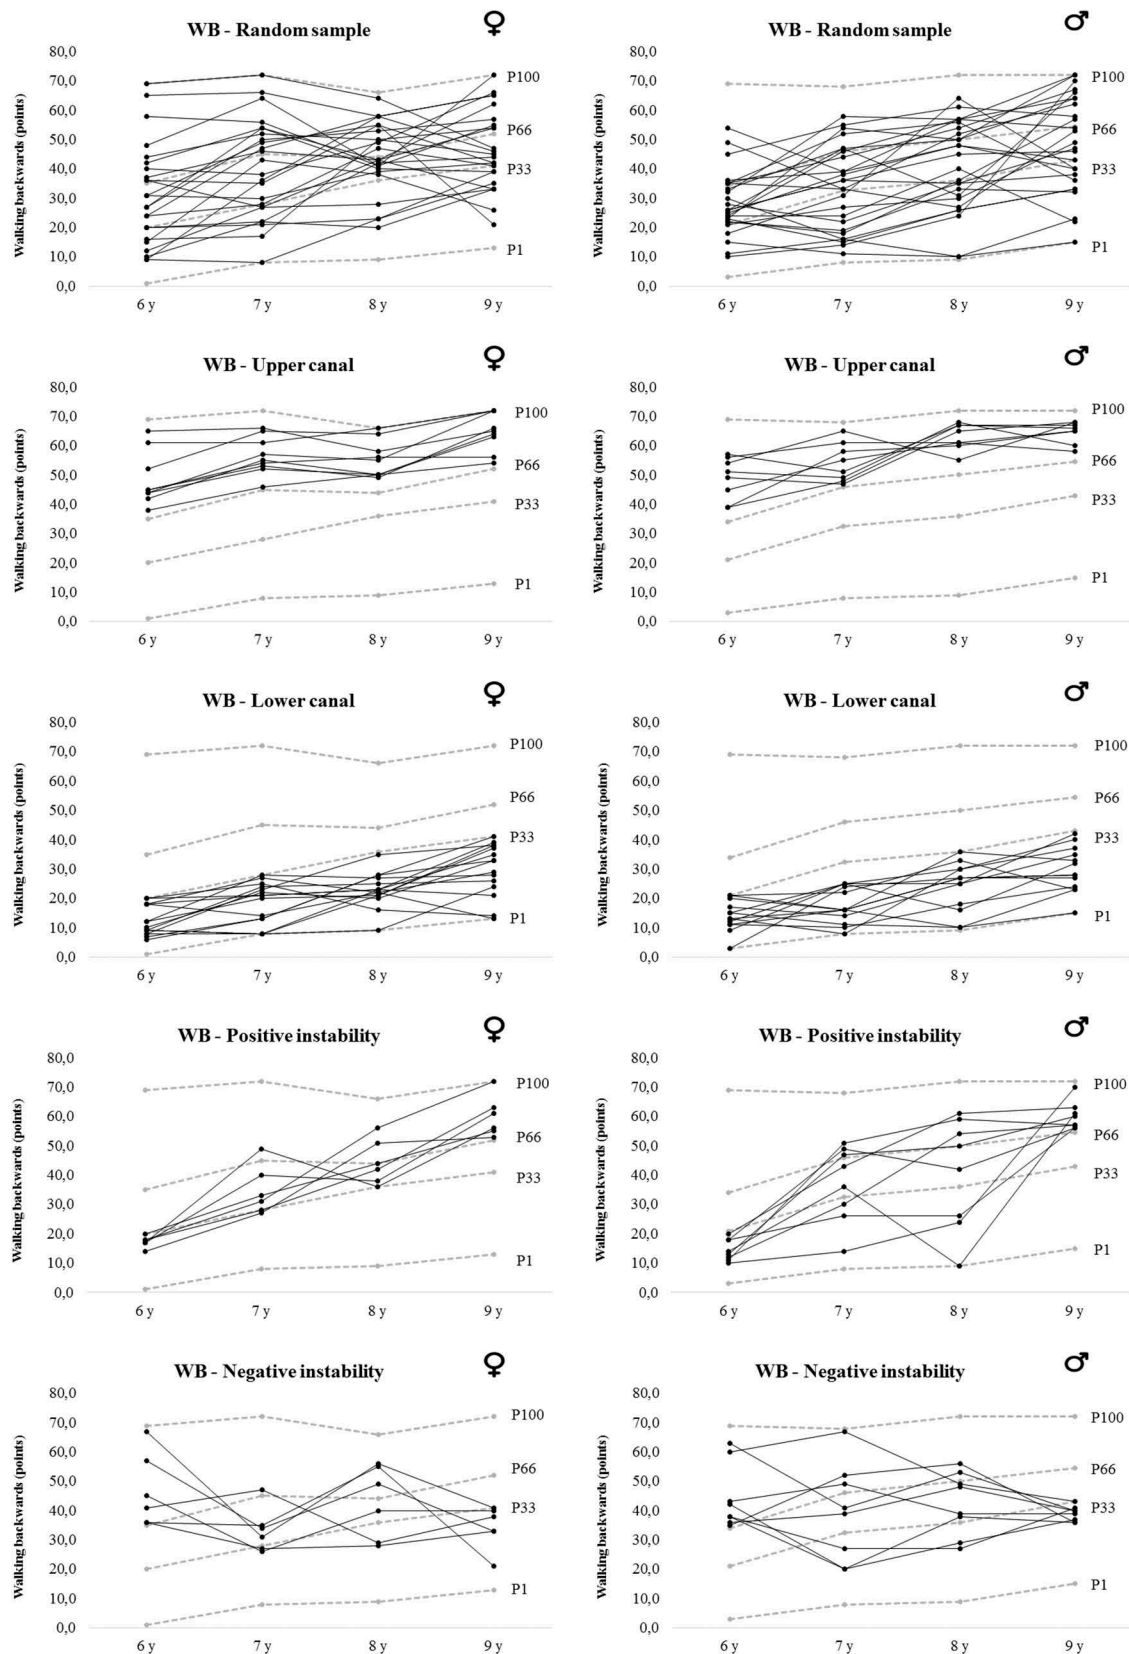 WB - Random sample ♀
80,0
70,0
60,0
50,0
40,0
30,0
20,0
10,0
0,0
Walking backwards (points)
P100
P66
P33
P1
6 y 7 y 8 y 9 y
WB - Random sample ♂
80,0
70,0
60,0
50,0
40,0
30,0
20,0
10,0
0,0
Walking backwards (points)
P100
P66
P33
P1
6 y 7 y 8 y 9 y
WB - Upper canal ♀
80,0
70,0
60,0
50,0
40,0
30,0
20,0
10,0
0,0
Walking backwards (points)
P100
P66
P33
P1
6 y 7 y 8 y 9 y
WB - Upper canal ♂
80,0
70,0
60,0
50,0
40,0
30,0
20,0
10,0
0,0
Walking backwards (points)
P100
P66
P33
P1
6 y 7 y 8 y 9 y
WB - Lower canal ♀
80,0
70,0
60,0
50,0
40,0
30,0
20,0
10,0
0,0
Walking backwards (points)
P100
P66
P33
P1
6 y 7 y 8 y 9 y
WB - Lower canal ♂
80,0
70,0
60,0
50,0
40,0
30,0
20,0
10,0
0,0
Walking backwards (points)
P100
P66
P33
P1
6 y 7 y 8 y 9 y
WB - Positive instability ♀
80,0
70,0
60,0
50,0
40,0
30,0
20,0
10,0
0,0
Walking backwards (points)
P100
P66
P33
P1
6 y 7 y 8 y 9 y
WB - Positive instability ♂
80,0
70,0
60,0
50,0
40,0
30,0
20,0
10,0
0,0
Walking backwards (points)
P100
P66
P33
P1
6 y 7 y 8 y 9 y
WB - Negative instability ♀
80,0
70,0
60,0
50,0
40,0
30,0
20,0
10,0
0,0
Walking backwards (points)
P100
P66
P33
P1
6 y 7 y 8 y 9 y
WB - Negative instability ♂
80,0
70,0
60,0
50,0
40,0
30,0
20,0
10,0
0,0
Walking backwards (points)
P100
P66
P33
P1
6 y 7 y 8 y 9 y